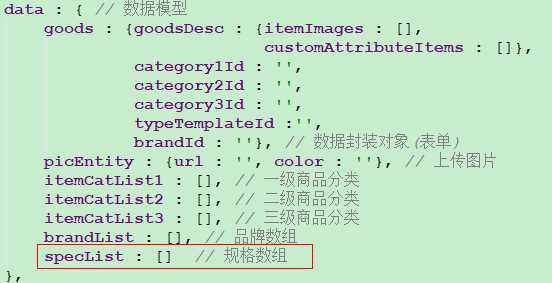 data : { // 数据模型
goods : {goodsDesc : {itemImages : [],
customAttributeItems : []},
category1Id : '',
category2Id : '',
category3Id : '',
typeTemplateId :'',
brandId : ''}, // 数据封装对象(表单)
picEntity : {url : '', color : ''}, // 上传图片
itemCatList1 : [], // 一级商品分类
itemCatList2 : [], // 二级商品分类
itemCatList3 : [], // 三级商品分类
brandList : [], // 品牌数组
specList : [] // 规格数组
},